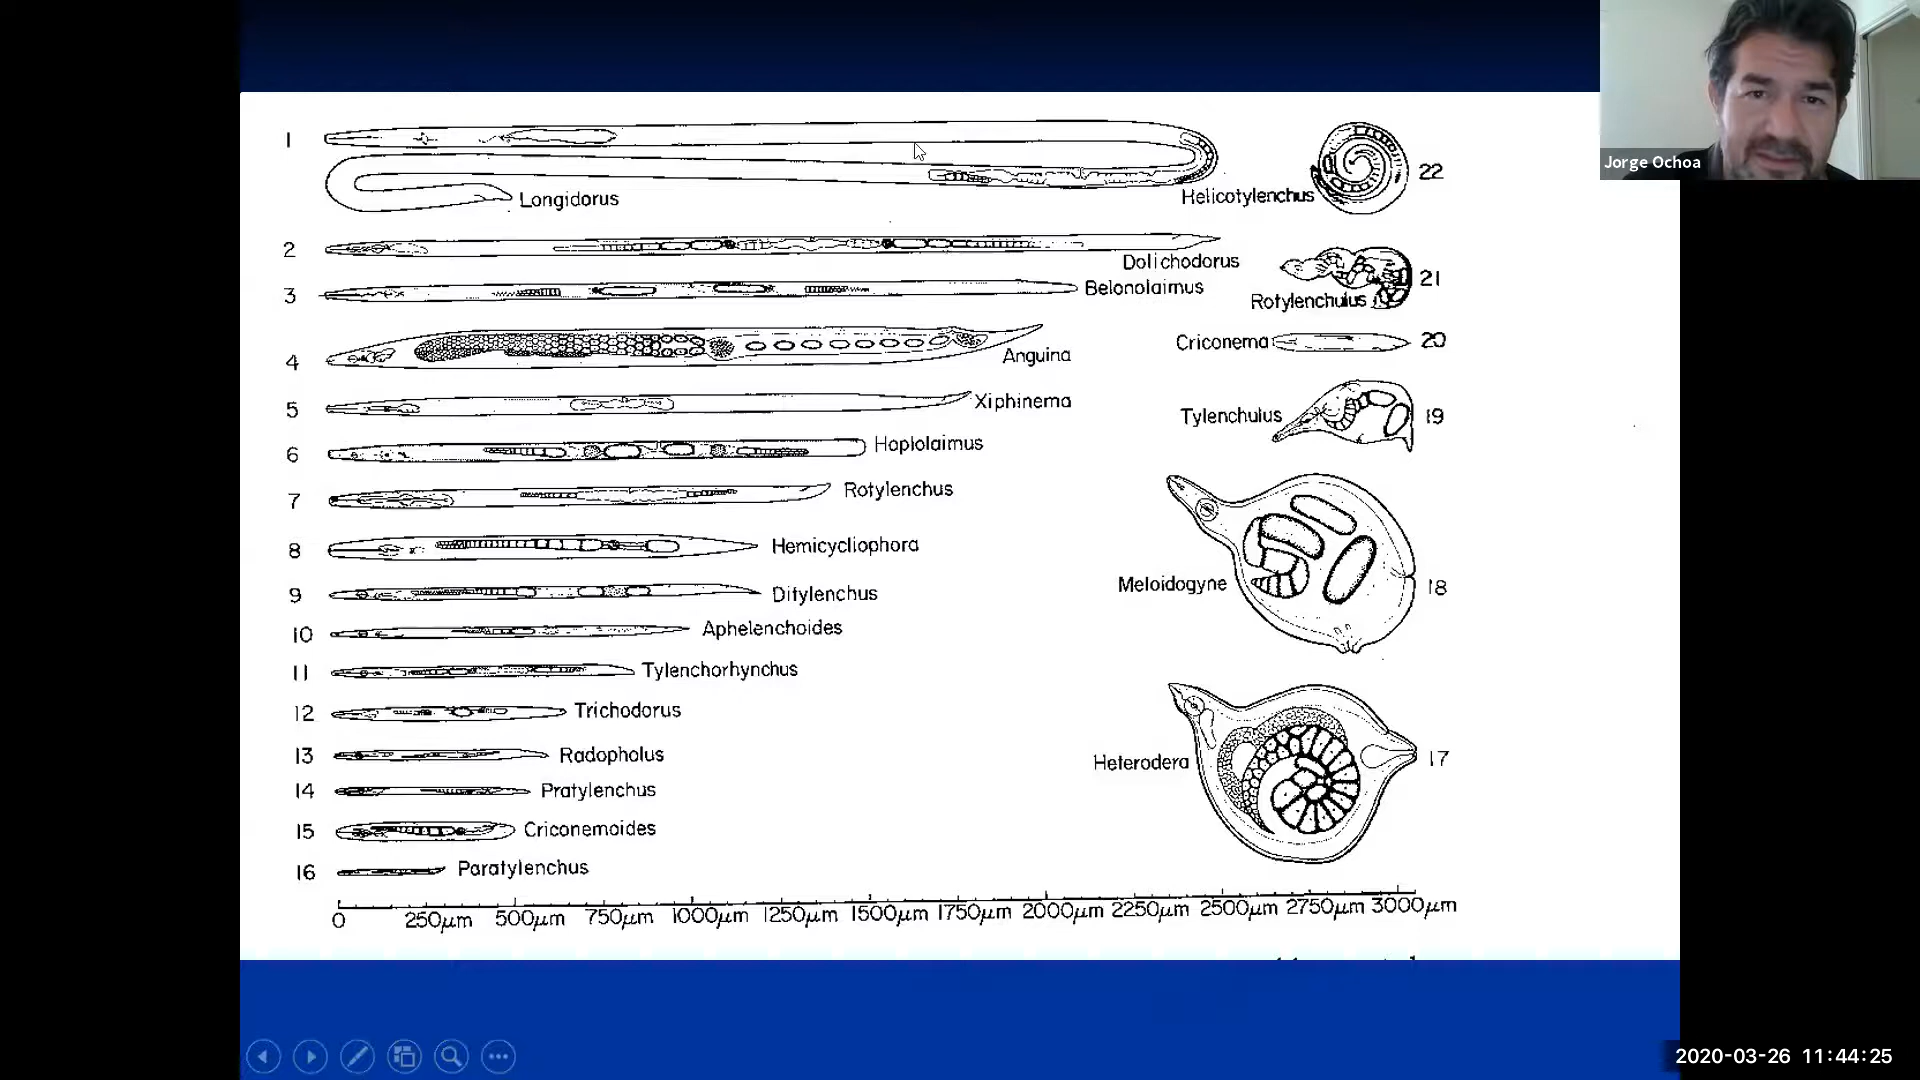 Jorge Ochoa
1
Longidorus
Helicotylenchus
22
2
Dolichodorus
21
3
Belonolaimus
Rotylenchulus
4
Anguina
Criconema
20
5
Xiphinema
Tylenchulus
19
6
Hoplolaimus
7
Rotylenchus
8
Hemicycliophora
Meloidogyne
18
9
Ditylenchus
10
Aphelenchoides
11
Tylenchorhynchus
12
Trichodorus
13
Radopholus
Heterodera
17
14
Pratylenchus
15
Criconemoides
16
Paratylenchus
0 250µm 500µm 750µm 1000µm 1250µm 1500µm 1750µm 2000µm 2250µm 2500µm 2750µm 3000µm
2020-03-26 11:44:25